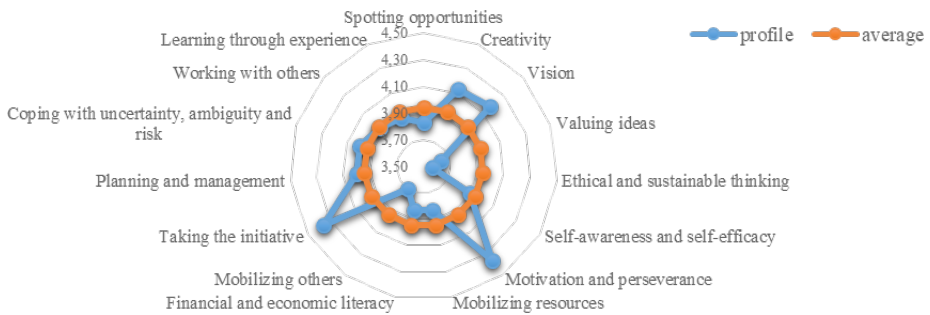 Spotting opportunities
Creativity
Vision
Valuing ideas
Ethical and sustainable thinking
Self-awareness and self-efficacy
Motivation and perseverance
Mobilizing resources
Financial and economic literacy
Mobilizing others
Taking the initiative
Planning and management
Coping with uncertainty, ambiguity and
risk
Working with others
Learning through experience
4,50
4,30
4,10
3,90
3,70
3,50
profile
average